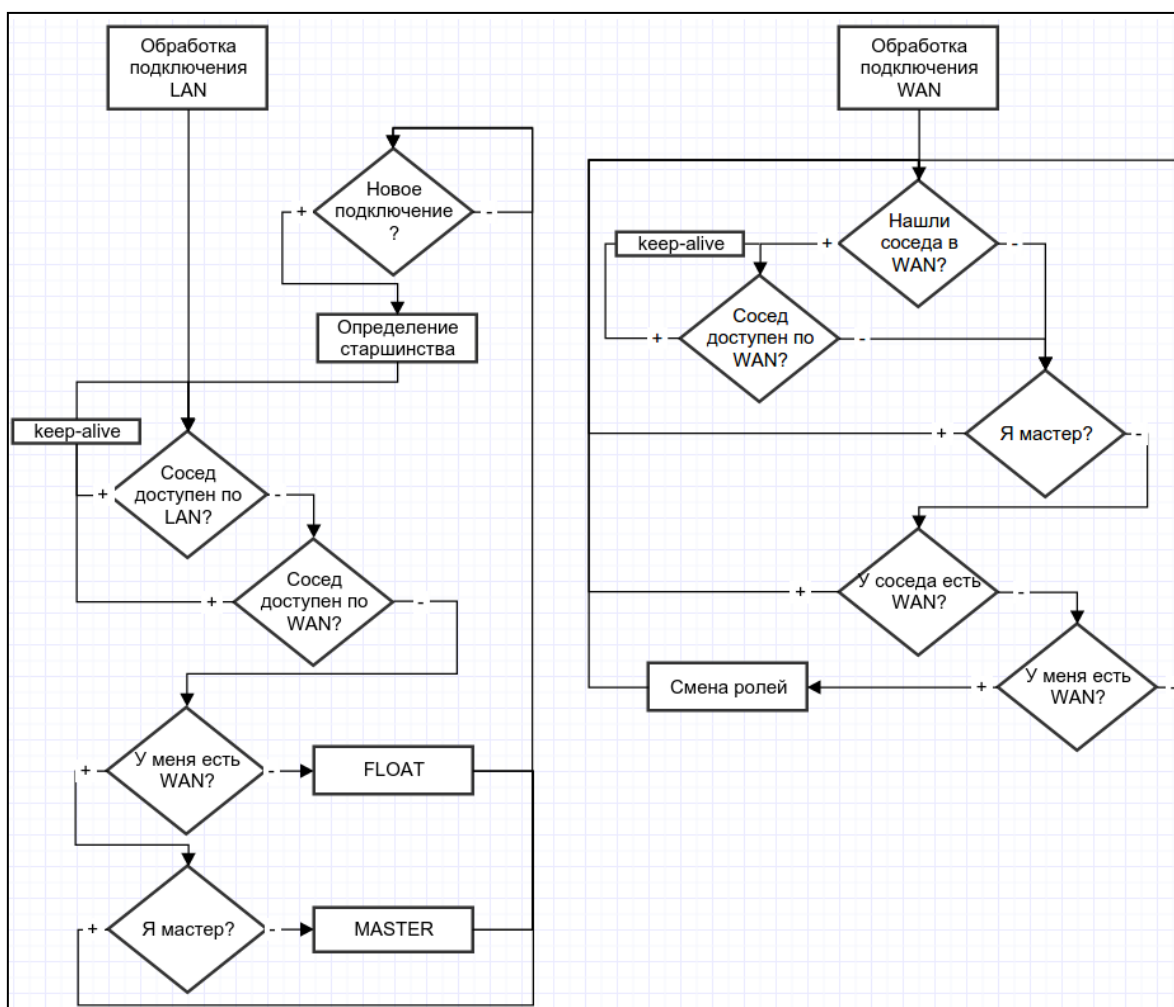 Обработка
подключения
LAN
Новое
подключение
?
+
-
Определение
старшинства
keep-alive
Сосед
доступен по
LAN?
+
-
Сосед
доступен по
WAN?
+
-
У меня есть
WAN?
+
-
FLOAT
Я мастер?
+
-
MASTER
Обработка
подключения
WAN
Нашли
соседа в
WAN?
+
-
keep-alive
Сосед
доступен по
WAN?
+
-
Я мастер?
+
-
У соседа есть
WAN?
+
-
У меня есть
WAN?
+
-
Смена ролей